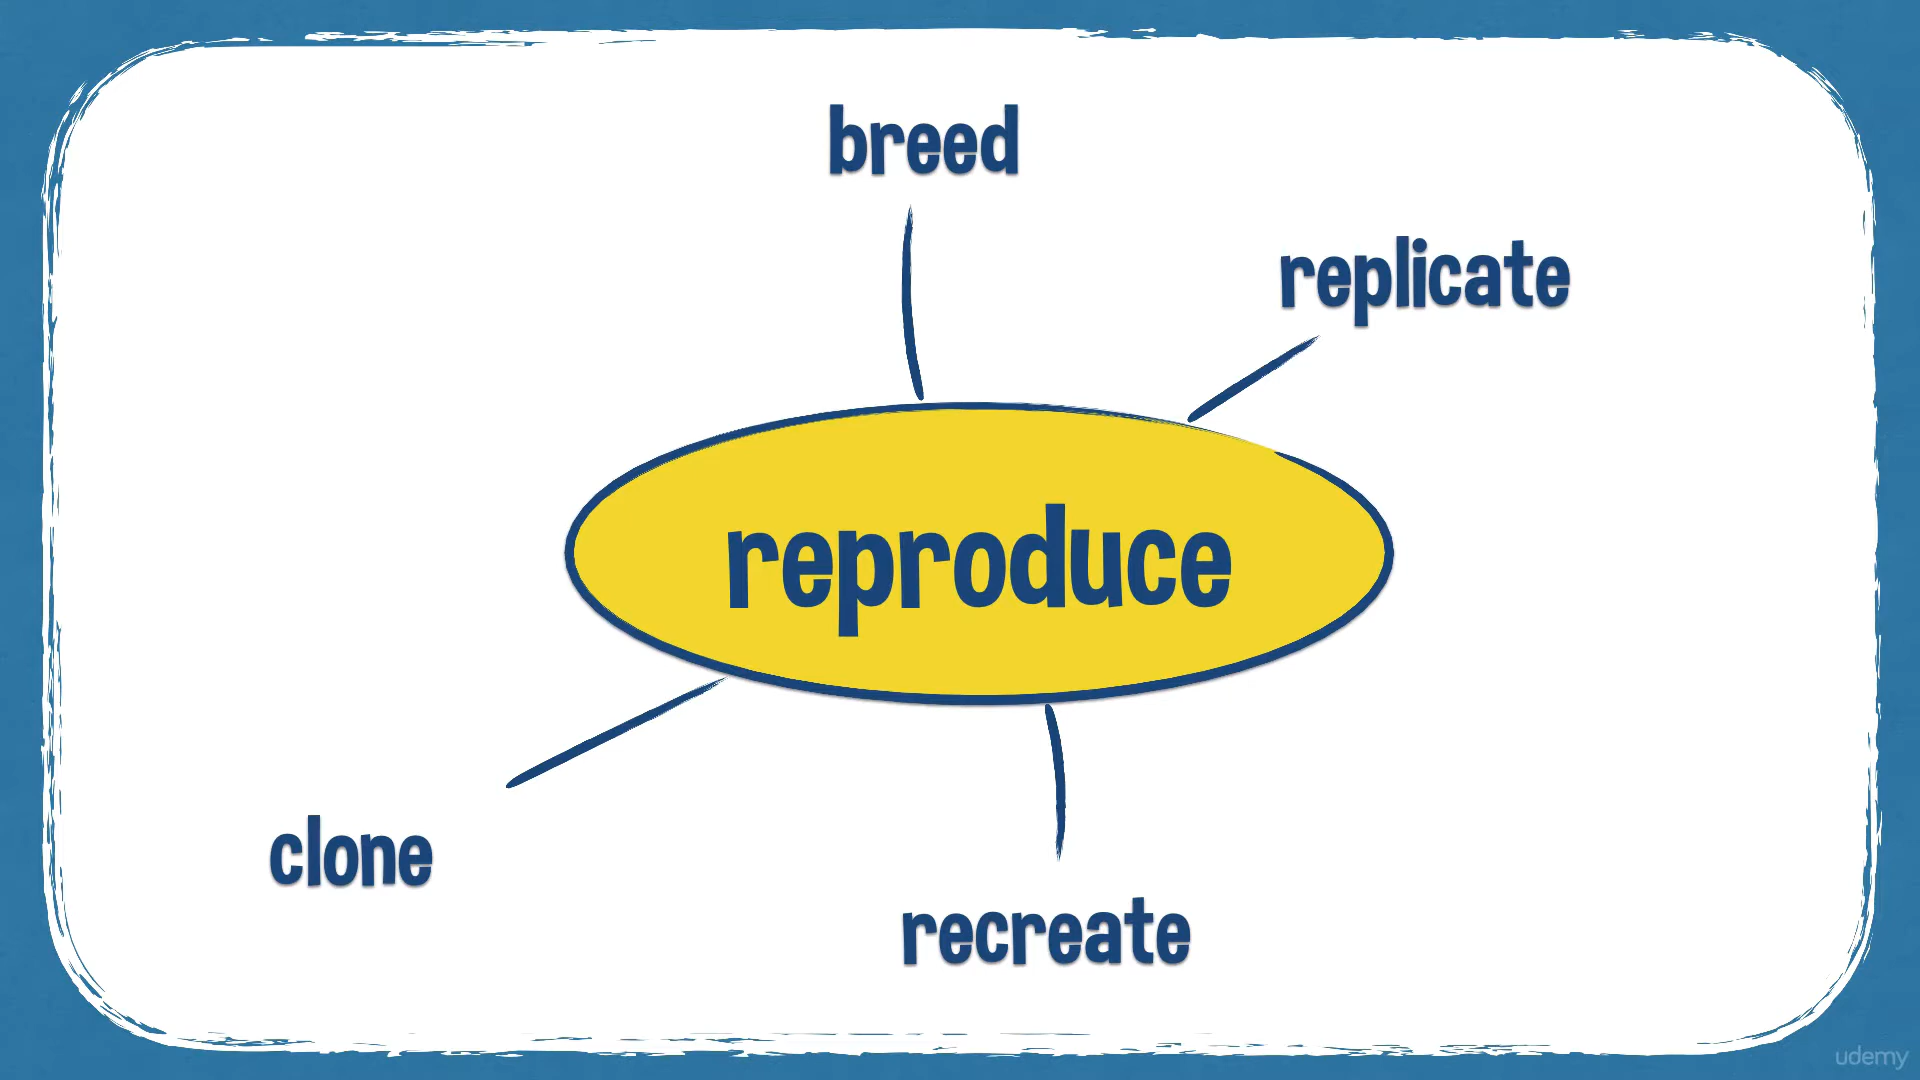 breed
replicate
reproduce
clone
recreate
udemy